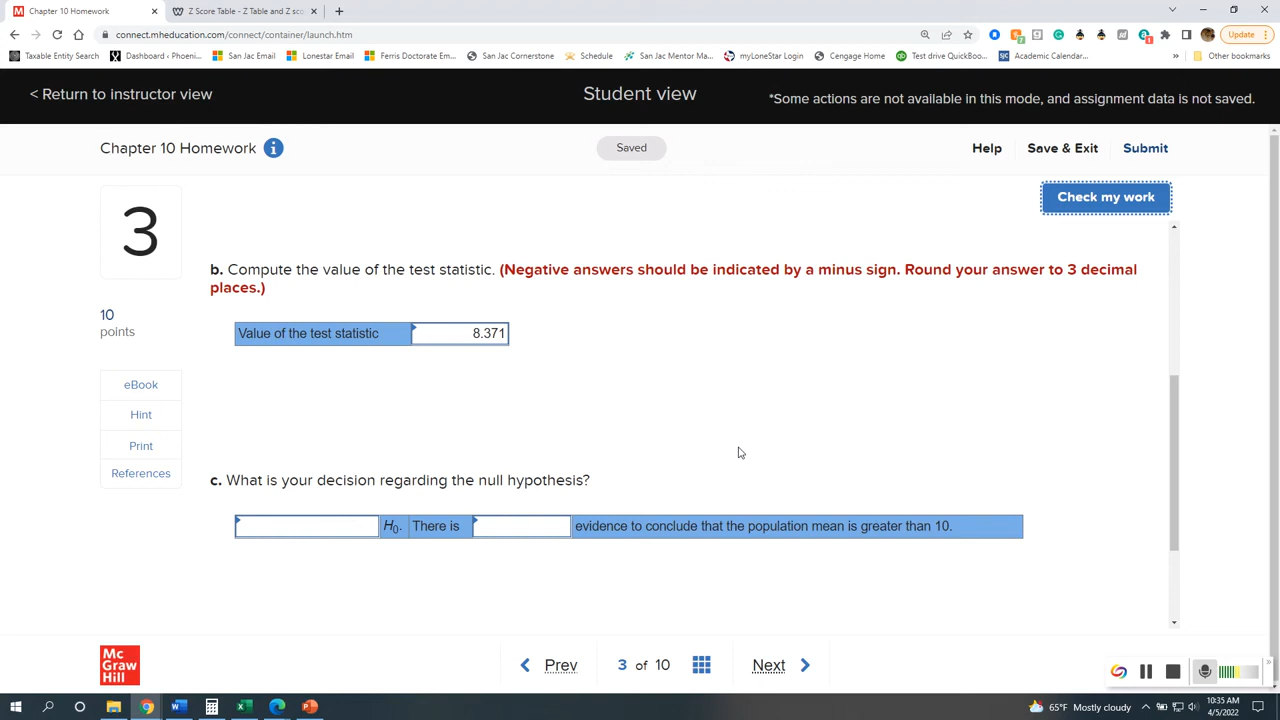 Chapter 10 Homework
Z Score Table - Z Table and Z sco
connect.mheducation.com/connect/container/launch.htm
Update
Taxable Entity Search
Dashboard ‹ Phoeni...
San Jac Email
Lonestar Email
Ferris Doctorate Em...
San Jac Cornerstone
Schedule
San Jac Mentor Ma...
myLoneStar Login
Cengage Home
Test drive QuickBoo...
Academic Calendar...
»
Other bookmarks
< Return to instructor view
Student view
*Some actions are not available in this mode, and assignment data is not saved.
Chapter 10 Homework
Saved
Help
Save & Exit
Submit
3
Check my work
10
points
eBook
Hint
Print
References
b. Compute the value of the test statistic. (Negative answers should be indicated by a minus sign. Round your answer to 3 decimal
places.)
Value of the test statistic 8.371
c. What is your decision regarding the null hypothesis?
H0. There is evidence to conclude that the population mean is greater than 10.
Mc
Graw
Hill
Prev
3 of 10
Next
65°F Mostly cloudy
10:35 AM
4/5/2022